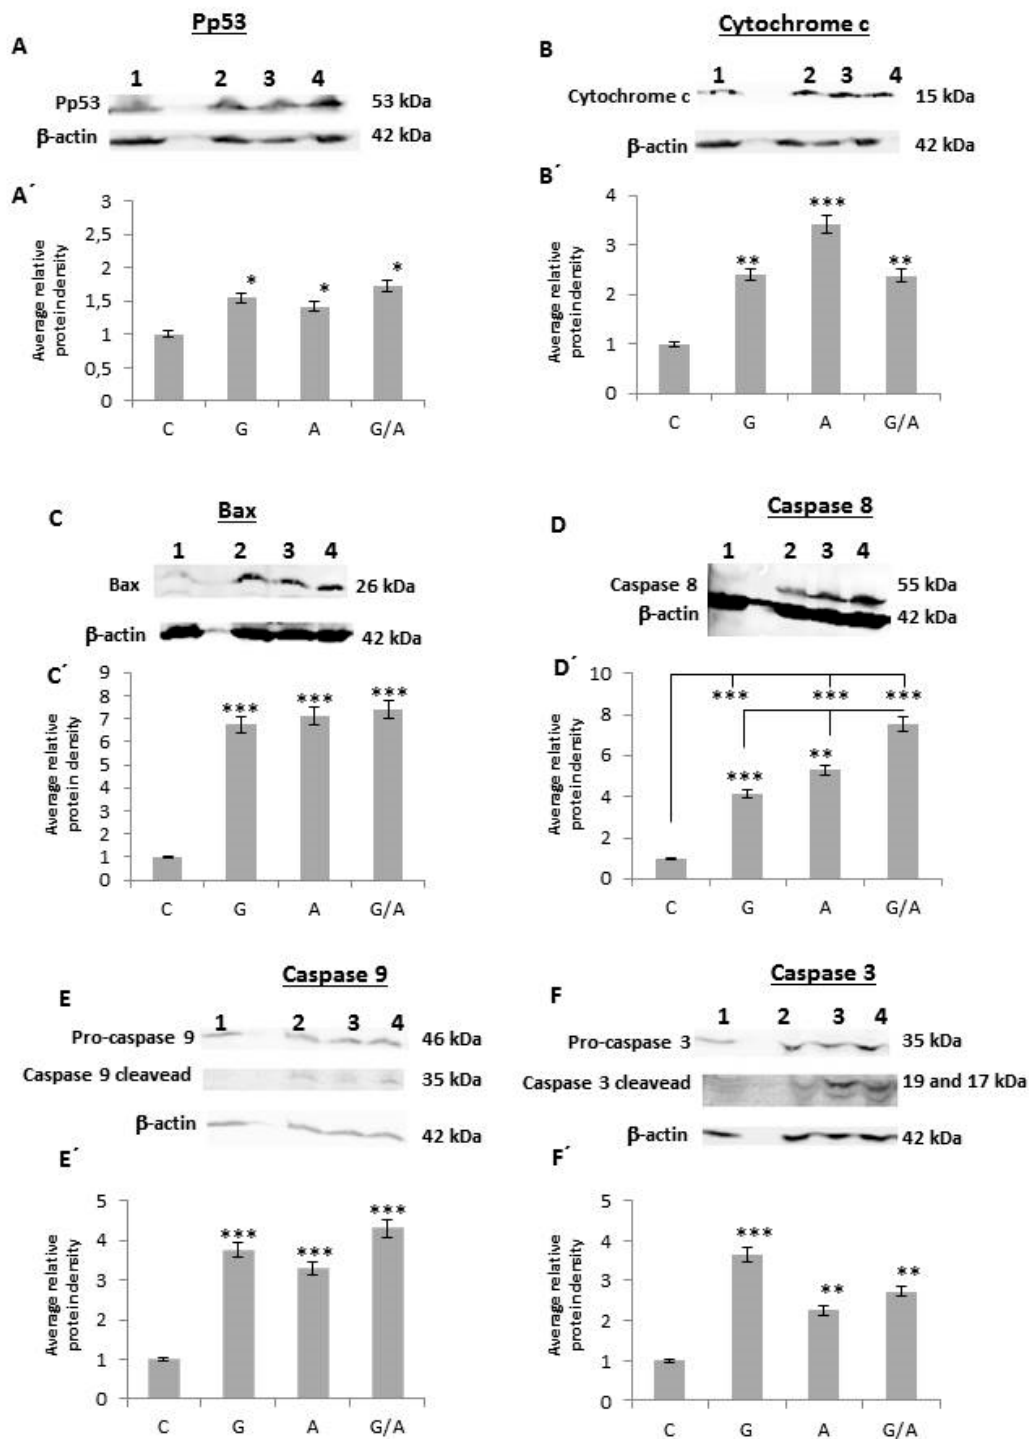 Pp53
A
1 2 3 4
Pp53 53 kDa
β-actin 42 kDa
A´
Average relative
protein density
3
2,5
2
1,5
1
0,5
0
* * *
C G A G/A
Cytochrome c
B
1 2 3 4
Cytochrome c 15 kDa
β-actin 42 kDa
B´
Average relative
protein density
4
3
2
1
0
** *** **
C G A G/A
Bax
C
1 2 3 4
Bax 26 kDa
β-actin 42 kDa
C´
Average relative
protein density
9
8
7
6
5
4
3
2
1
0
*** *** ***
C G A G/A
Caspase 8
D
1 2 3 4
Caspase 8 55 kDa
β-actin 42 kDa
D´
Average relative
protein density
10
8
6
4
2
0
*** *** ***
*** **
C G A G/A
Caspase 9
E
1 2 3 4
Pro-caspase 9 46 kDa
Caspase 9 cleavead 35 kDa
β-actin 42 kDa
E´
Average relative
protein density
5
4
3
2
1
0
*** *** ***
C G A G/A
Caspase 3
F
1 2 3 4
Pro-caspase 3 35 kDa
Caspase 3 cleavead 19 and 17 kDa
β-actin 42 kDa
F´
Average relative
protein density
5
4
3
2
1
0
*** ** **
C G A G/A